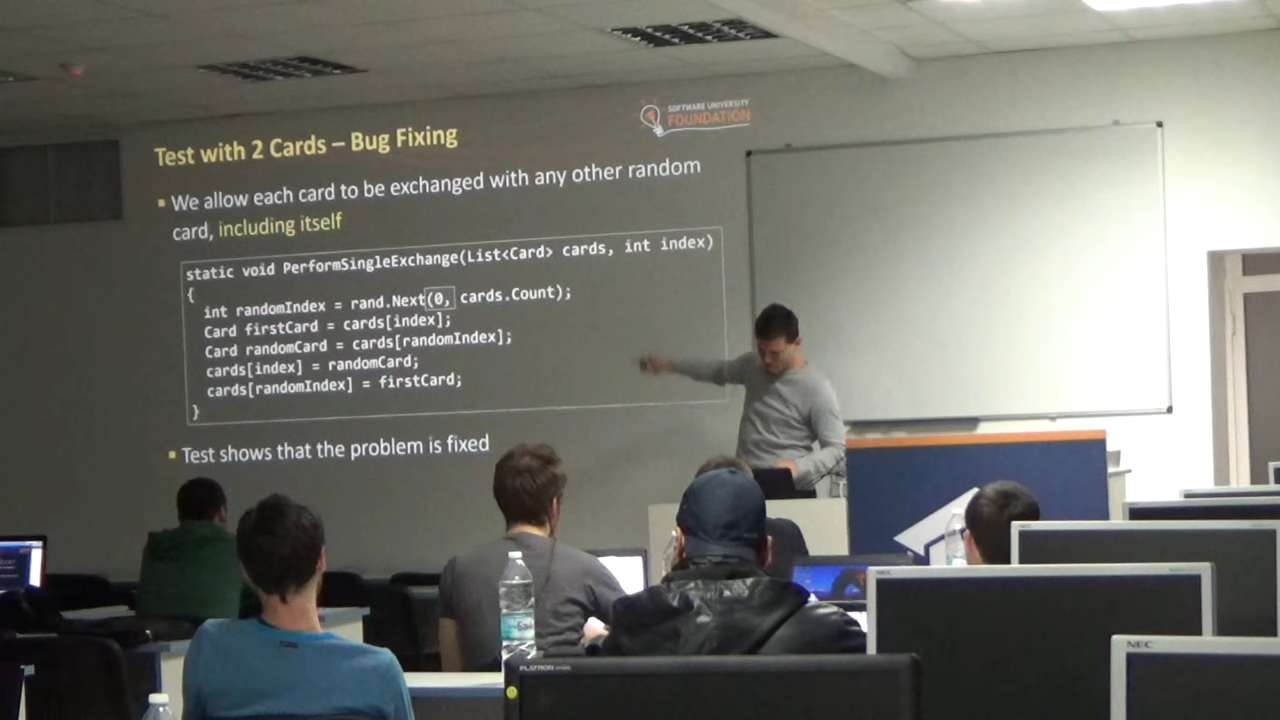 SOFTWARE UNIVERSITY
FOUNDATION
Test with 2 Cards – Bug Fixing
▪ We allow each card to be exchanged with any other random
card, including itself
static void PerformSingleExchange(List<Card> cards, int index)
{
int randomIndex = rand.Next(0, cards.Count);
Card firstCard = cards[index];
Card randomCard = cards[randomIndex];
cards[index] = randomCard;
cards[randomIndex] = firstCard;
}
▪ Test shows that the problem is fixed
NEC
NEC
FLATRON